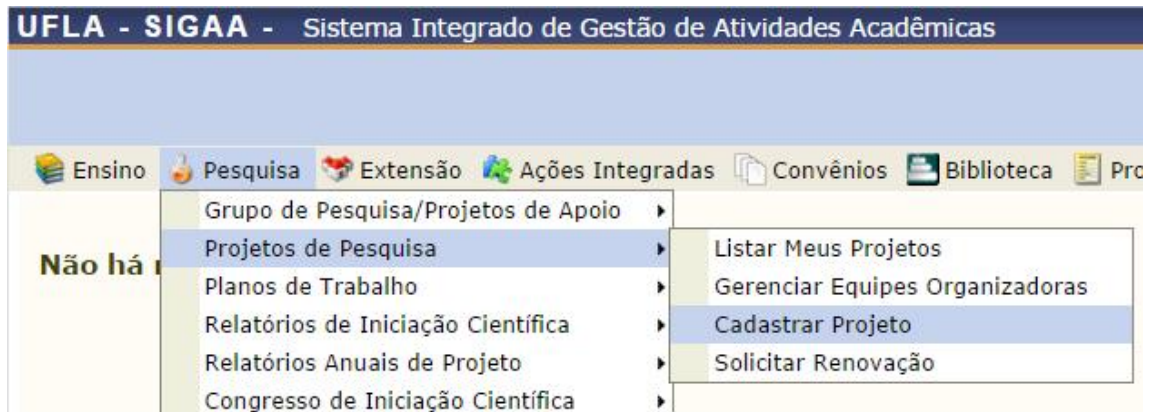 UFLA - SIGAA - Sistema Integrado de Gestão de Atividades Acadêmicas
Ensino Pesquisa Extensão Ações Integradas Convênios Biblioteca Pro
Não há
Grupo de Pesquisa/Projetos de Apoio
Projetos de Pesquisa
Planos de Trabalho
Relatórios de Iniciação Científica
Relatórios Anuais de Projeto
Congresso de Iniciação Científica
Listar Meus Projetos
Gerenciar Equipes Organizadoras
Cadastrar Projeto
Solicitar Renovação